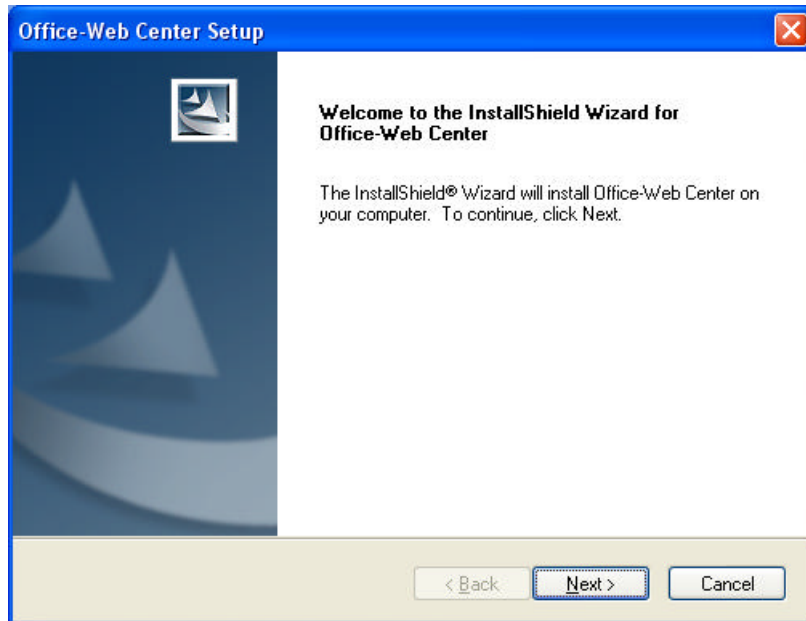 Office-Web Center Setup
Welcome to the InstallShield Wizard for
Office-Web Center
The InstallShield® Wizard will install Office-Web Center on
your computer. To continue, click Next.
< Back
Next >
Cancel